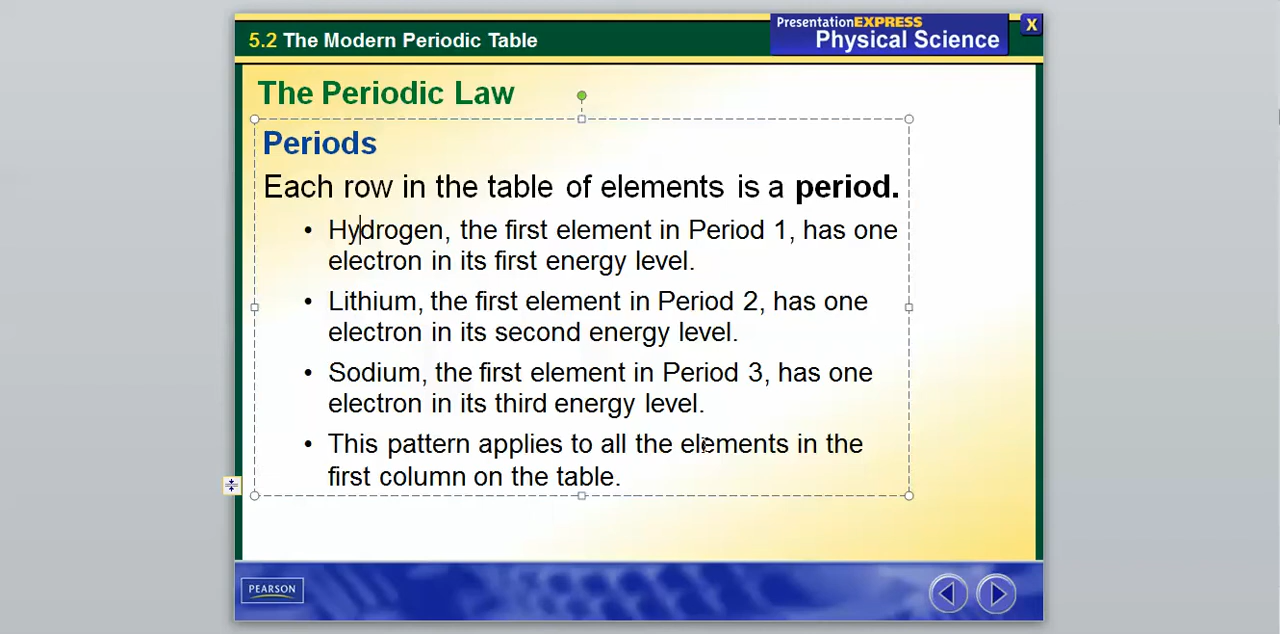 PresentationEXPRESS
X
5.2 The Modern Periodic Table
Physical Science
The Periodic Law
Periods
Each row in the table of elements is a period.
• Hydrogen, the first element in Period 1, has one
electron in its first energy level.
• Lithium, the first element in Period 2, has one
electron in its second energy level.
• Sodium, the first element in Period 3, has one
electron in its third energy level.
• This pattern applies to all the elements in the
first column on the table.
PEARSON